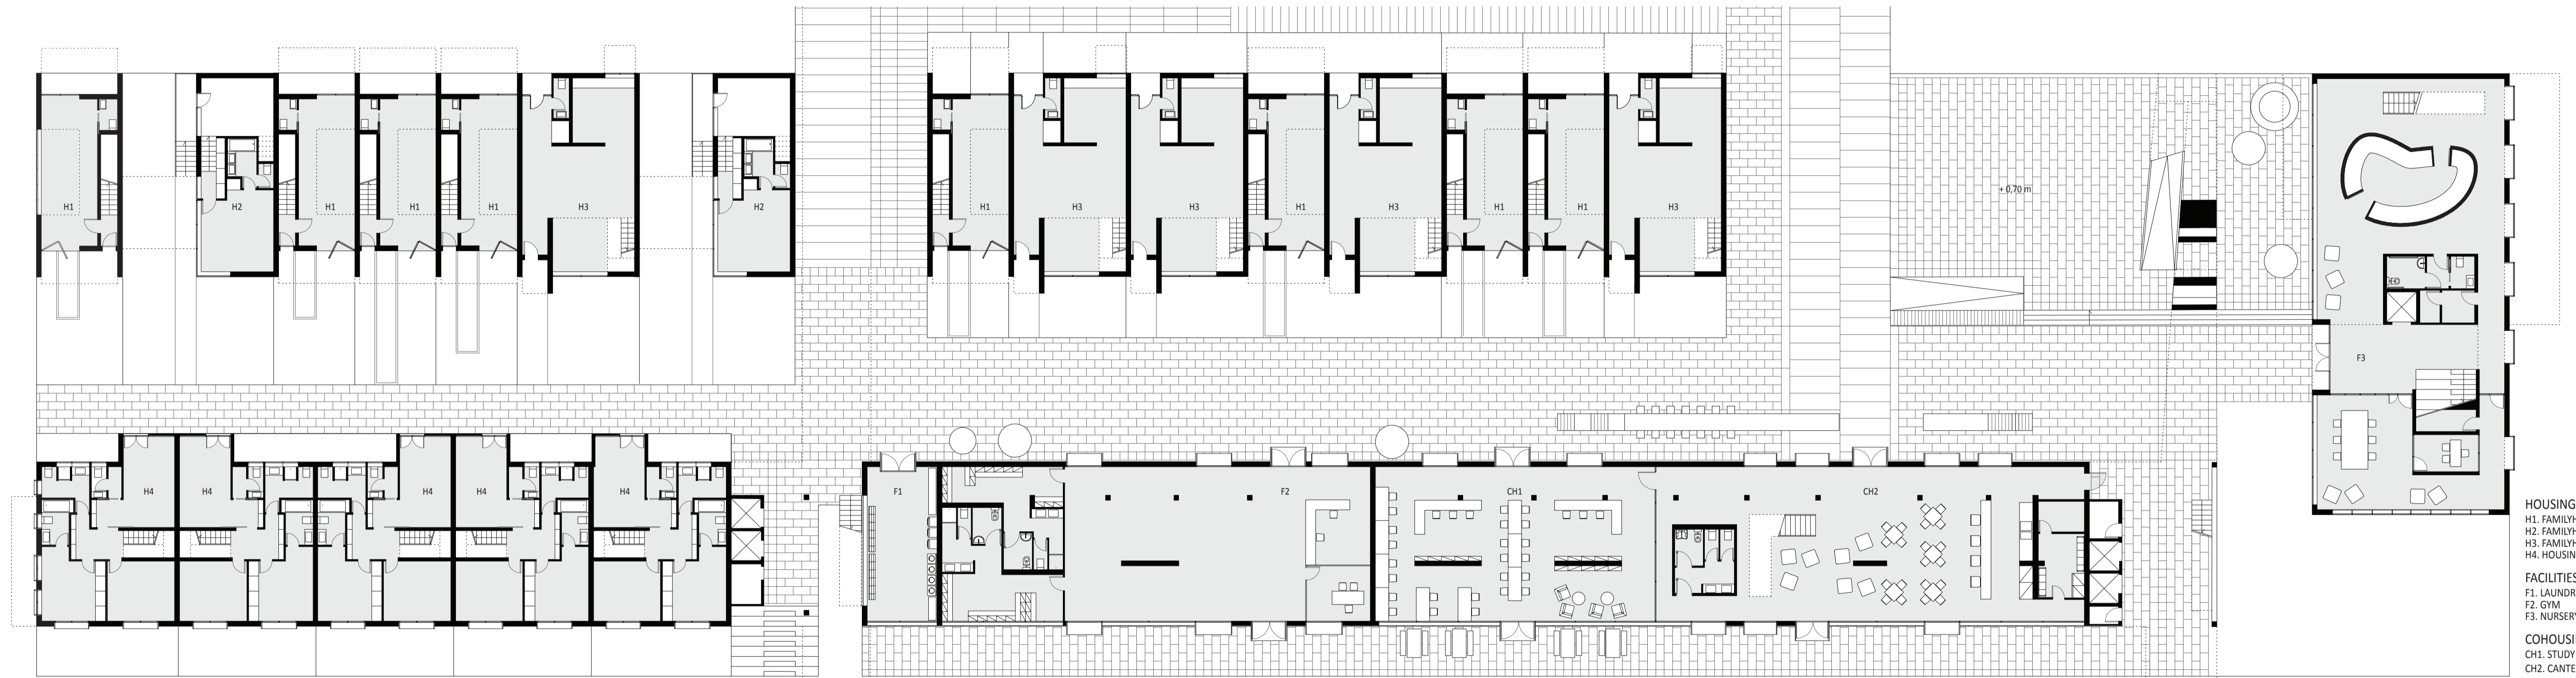 H1
H2
H1
H1
H1
H3
H2
H1
H3
H3
H1
H3
H1
H1
H3
+ 0,70 m
F3
H4
H4
H4
H4
H4
F1
F2
CH1
CH2
HOUSING
H1. FAMILYH
H2. FAMILYH
H3. FAMILYH
H4. HOUSIN
FACILITIES
F1. LAUNDR
F2. GYM
F3. NURSERY
COHOUSI
CH1. STUDY
CH2. CANTE